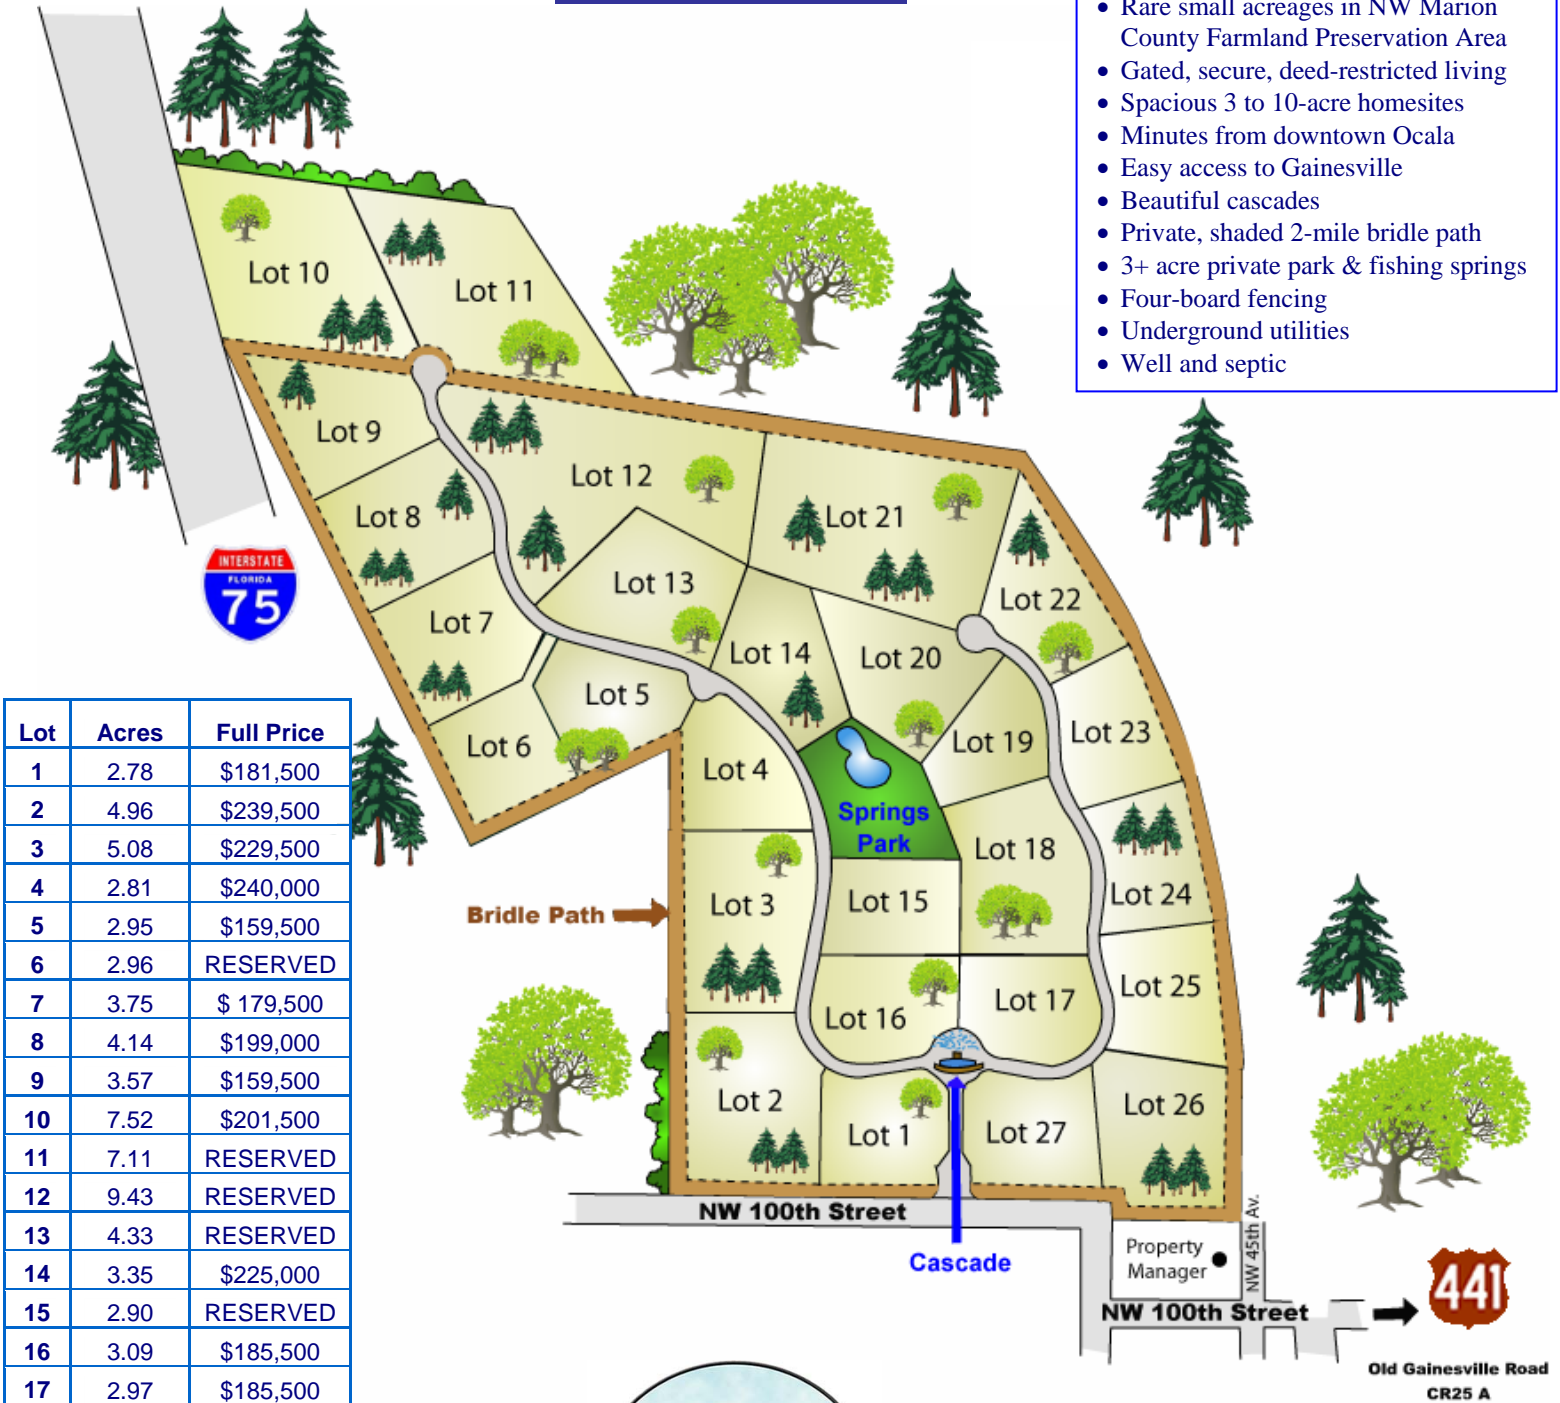 • Rare small acreages in NW Marion
County Farmland Preservation Area
• Gated, secure, deed-restricted living
• Spacious 3 to 10-acre homesites
• Minutes from downtown Ocala
• Easy access to Gainesville
• Beautiful cascades
• Private, shaded 2-mile bridle path
• 3+ acre private park & fishing springs
• Four-board fencing
• Underground utilities
• Well and septic
Lot 10
Lot 11
Lot 9
Lot 12
Lot 8
Lot 21
INTERSTATE
FLORIDA
75
Lot 13
Lot 22
Lot 7
Lot 14
Lot 20
Lot 5
Lot 6
Lot 19
Lot 23
Lot 4
Springs
Park
Lot 18
Lot 3
Lot 15
Lot 24
Bridle Path
Lot 25
Lot 16
Lot 17
Lot 2
Lot 1
Lot 27
Lot 26
NW 100th Street
Cascade
Property
Manager
NW 45th Av.
NW 100th Street
441
Old Gainesville Road
CR25 A
Lot Acres Full Price
1 2.78 $181,500
2 4.96 $239,500
3 5.08 $229,500
4 2.81 $240,000
5 2.95 $159,500
6 2.96 RESERVED
7 3.75 $ 179,500
8 4.14 $199,000
9 3.57 $159,500
10 7.52 $201,500
11 7.11 RESERVED
12 9.43 RESERVED
13 4.33 RESERVED
14 3.35 $225,000
15 2.90 RESERVED
16 3.09 $185,500
17 2.97 $185,500